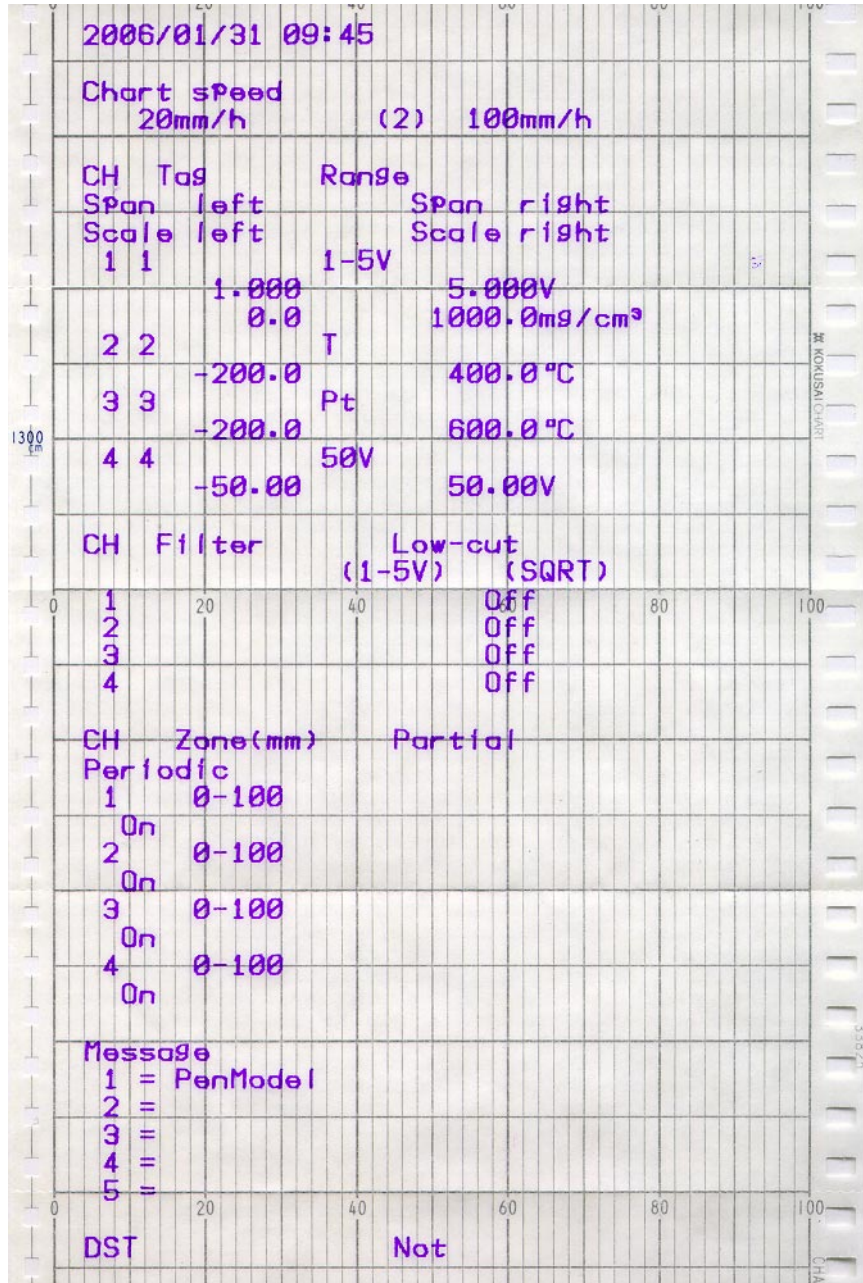 2006/01/31 09:45
Chart speed
20mm/h (2) 100mm/h
CH Tag Range
Span left Span right
Scale left Scale right
1 1 1-5V
1.000 5.000V
0.0 1000.0mg/cm³
2 2 T
-200.0 400.0°C
3 3 Pt
-200.0 600.0°C
4 4 50V
-50.00 50.00V
KOKUSAI CHART
1300
cm
CH Filter Low-cut
(1-5V) (SQRT)
0 20 40 60 80 100
1 Off
2 Off
3 Off
4 Off
CH Zone(mm) Partial
Periodic
1 0-100
On
2 0-100
On
3 0-100
On
4 0-100
On
Message
1 = PenModel
2 =
3 =
4 =
5 =
0 20 40 60 80 100
DST Not